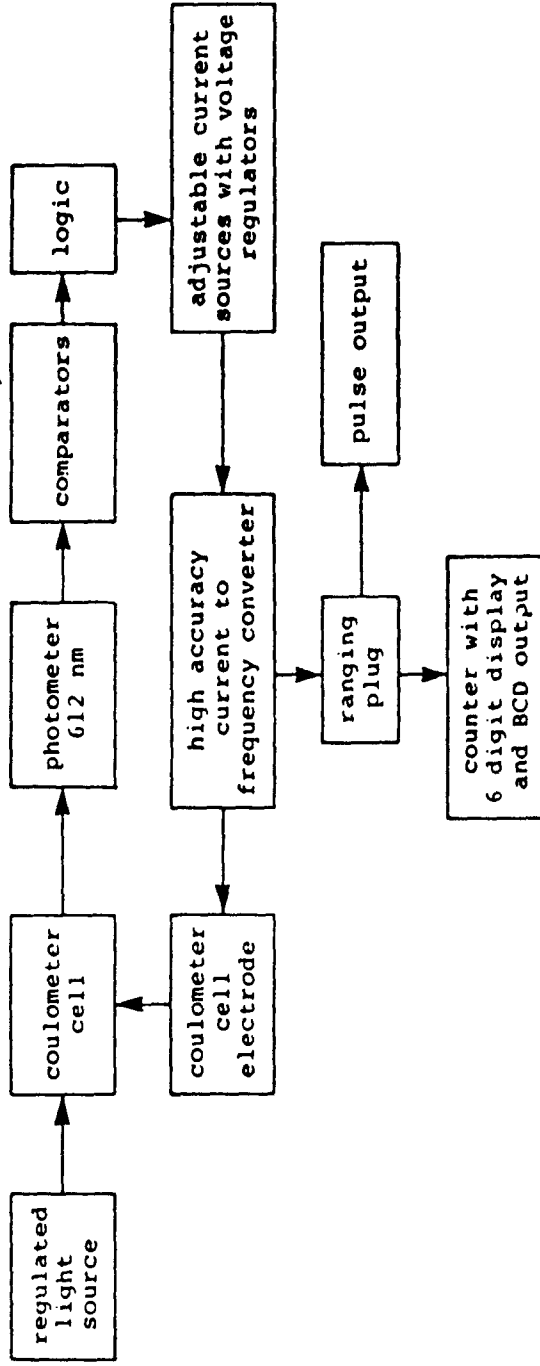 regulated
light
source
coulometer
cell
photometer
612 nm
comparators
logic
adjustable current
sources with voltage
regulators
high accuracy
current to
frequency converter
coulometer
cell
electrode
ranging
plug
pulse output
counter with
6 digit display
and BCD output